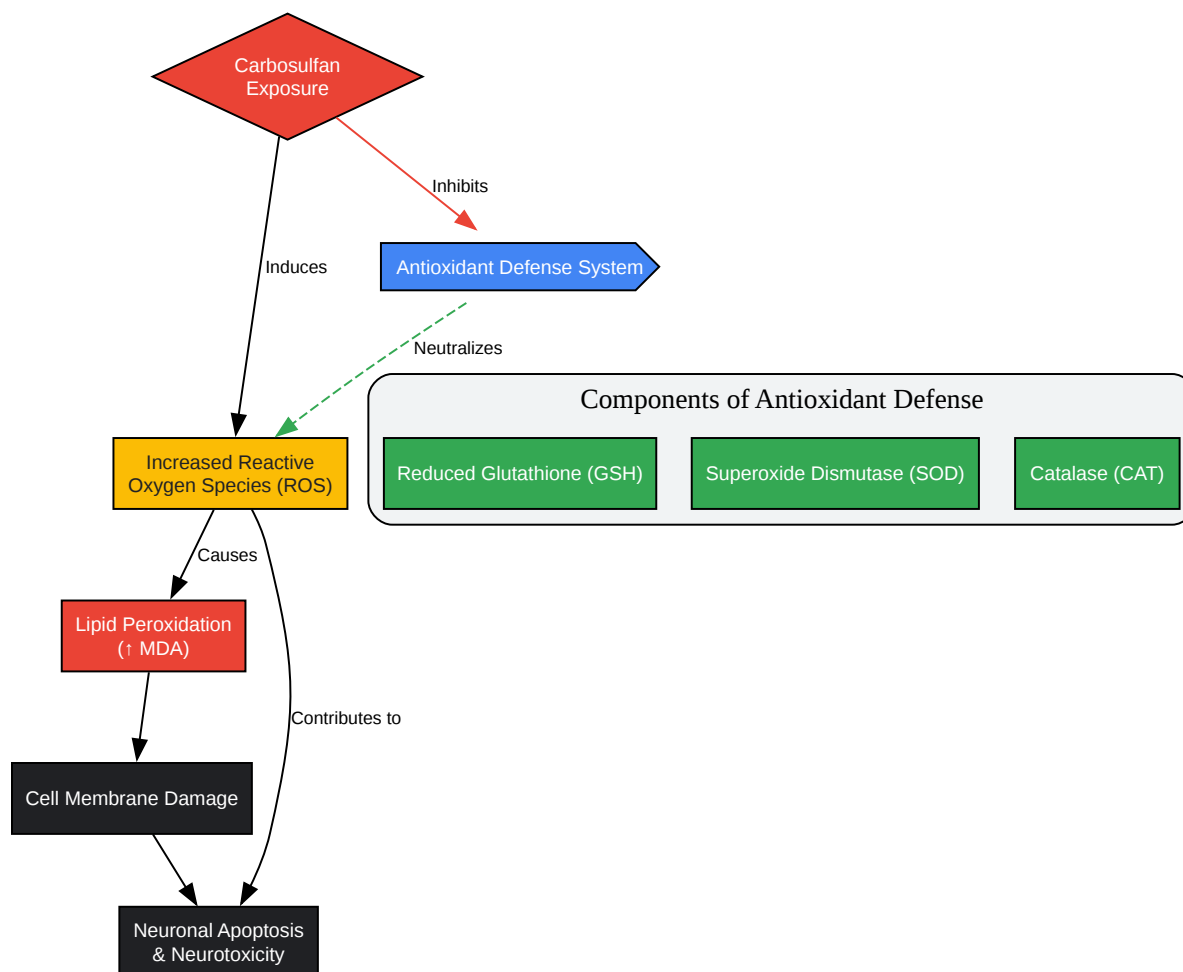 Carbosulfan
Exposure
Inhibits
Induces
Antioxidant Defense System
Neutralizes
Components of Antioxidant Defense
Increased Reactive
Oxygen Species (ROS)
Reduced Glutathione (GSH)
Superoxide Dismutase (SOD)
Catalase (CAT)
Causes
Lipid Peroxidation
(↑ MDA)
Contributes to
Cell Membrane Damage
Neuronal Apoptosis
& Neurotoxicity